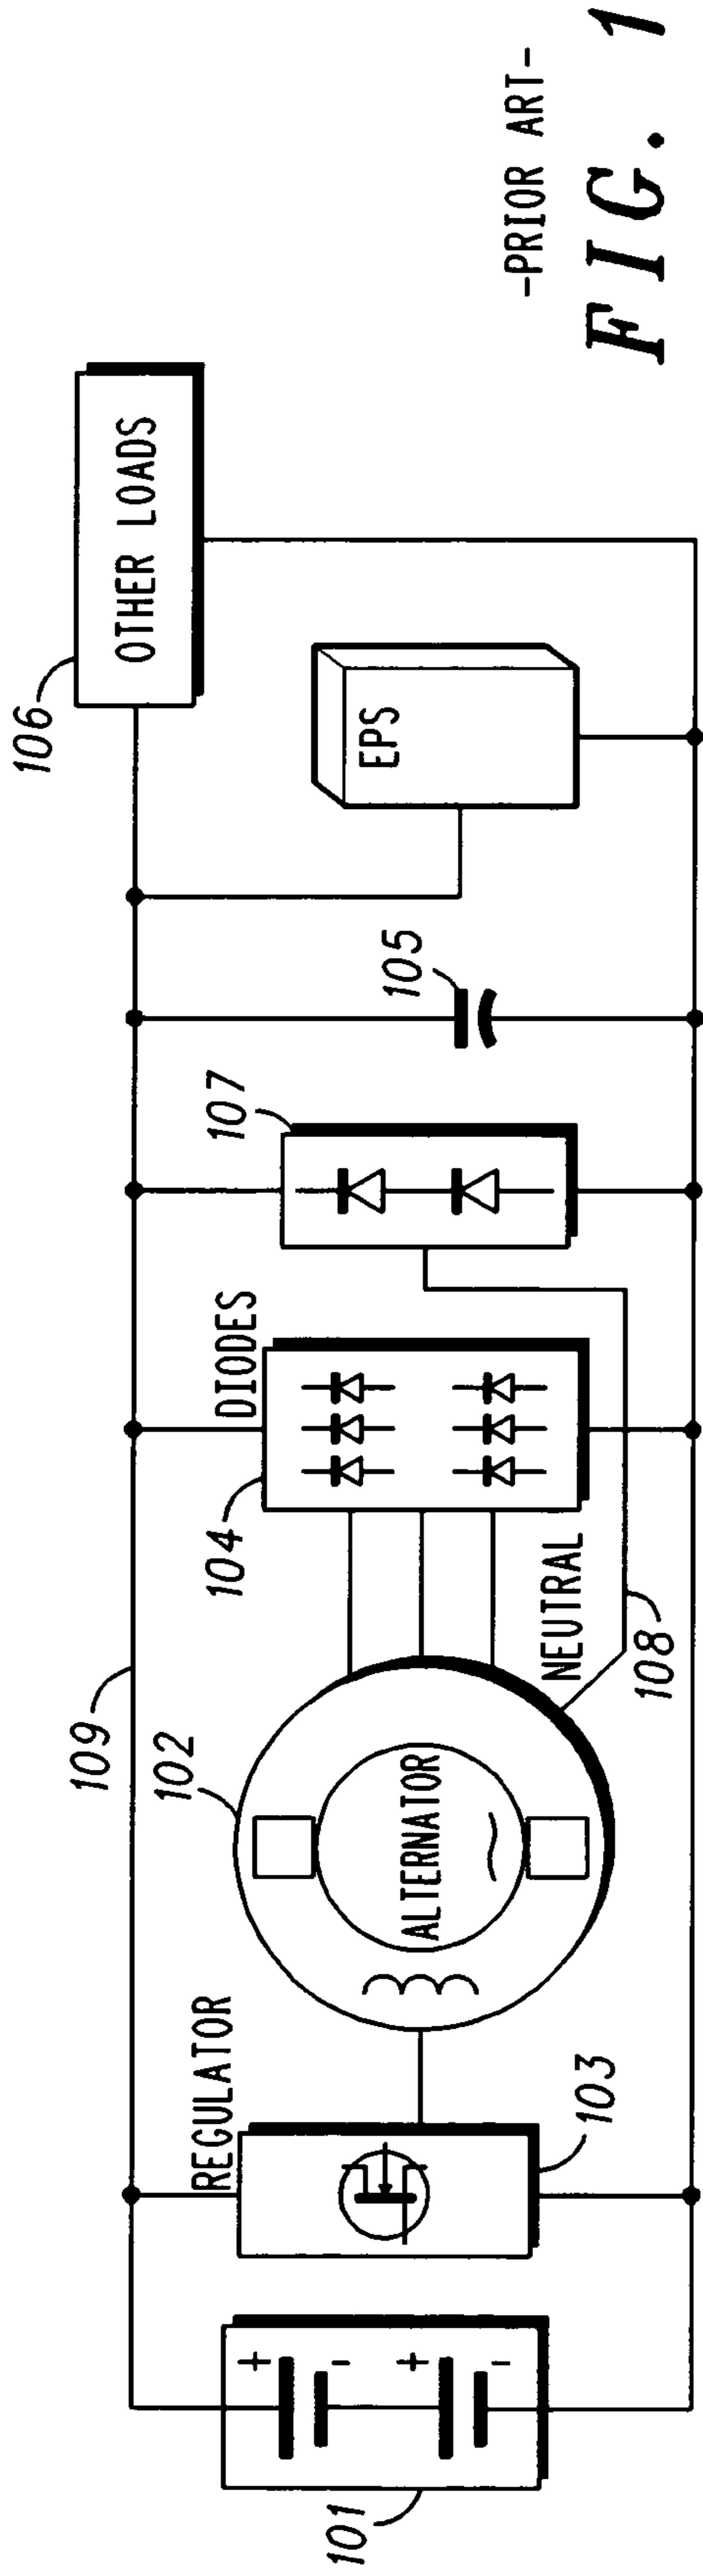 106
OTHER LOADS
109
102
104
DIODES
107
105
EPS
REGULATOR
ALTERNATOR
NEUTRAL
+
-
+
-
101
103
108
-PRIOR ART-
FIG. 1